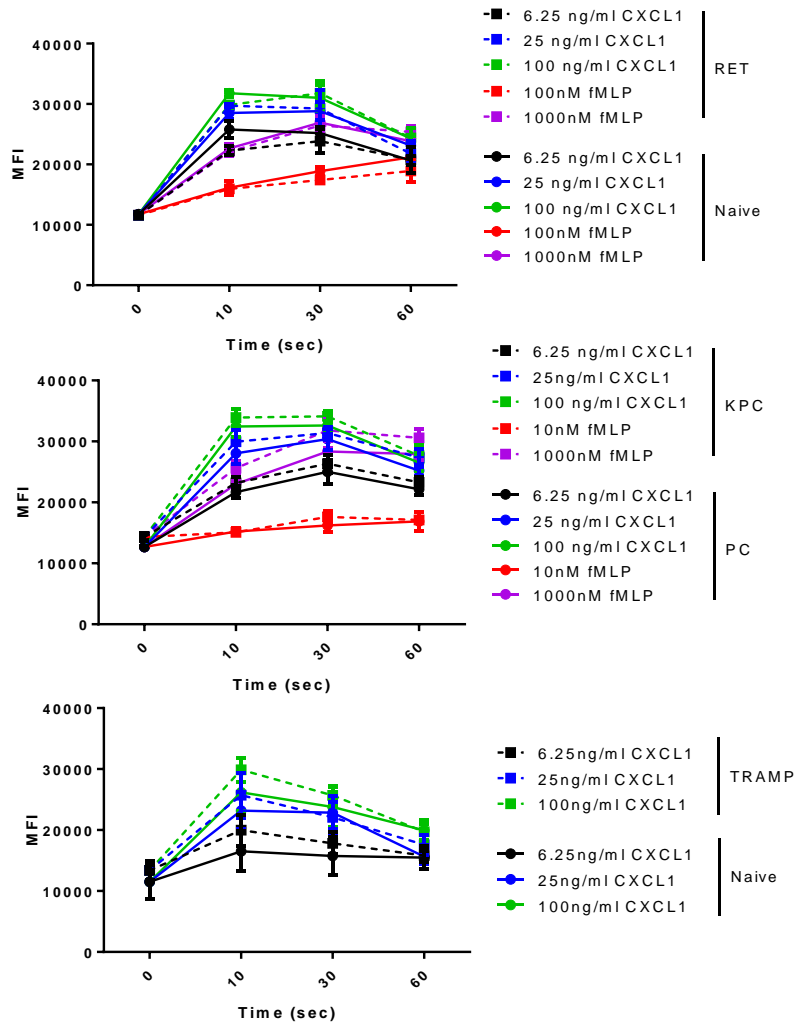 40000
30000
20000
10000
0
MFI
0
10
30
60
Time (sec)
6.25 ng/ml CXCL1
25 ng/ml CXCL1
100 ng/ml CXCL1
100nM fMLP
1000nM fMLP
RET
6.25 ng/ml CXCL1
25 ng/ml CXCL1
100 ng/ml CXCL1
100nM fMLP
1000nM fMLP
Naive
40000
30000
20000
10000
0
MFI
0
10
30
60
Time (sec)
6.25 ng/ml CXCL1
25ng/ml CXCL1
100 ng/ml CXCL1
10nM fMLP
1000nM fMLP
KPC
6.25 ng/ml CXCL1
25 ng/ml CXCL1
100 ng/ml CXCL1
10nM fMLP
1000nM fMLP
PC
40000
30000
20000
10000
0
MFI
0
10
30
60
Time (sec)
6.25ng/ml CXCL1
25ng/ml CXCL1
100ng/ml CXCL1
TRAMP
6.25ng/ml CXCL1
25ng/ml CXCL1
100ng/ml CXCL1
Naive